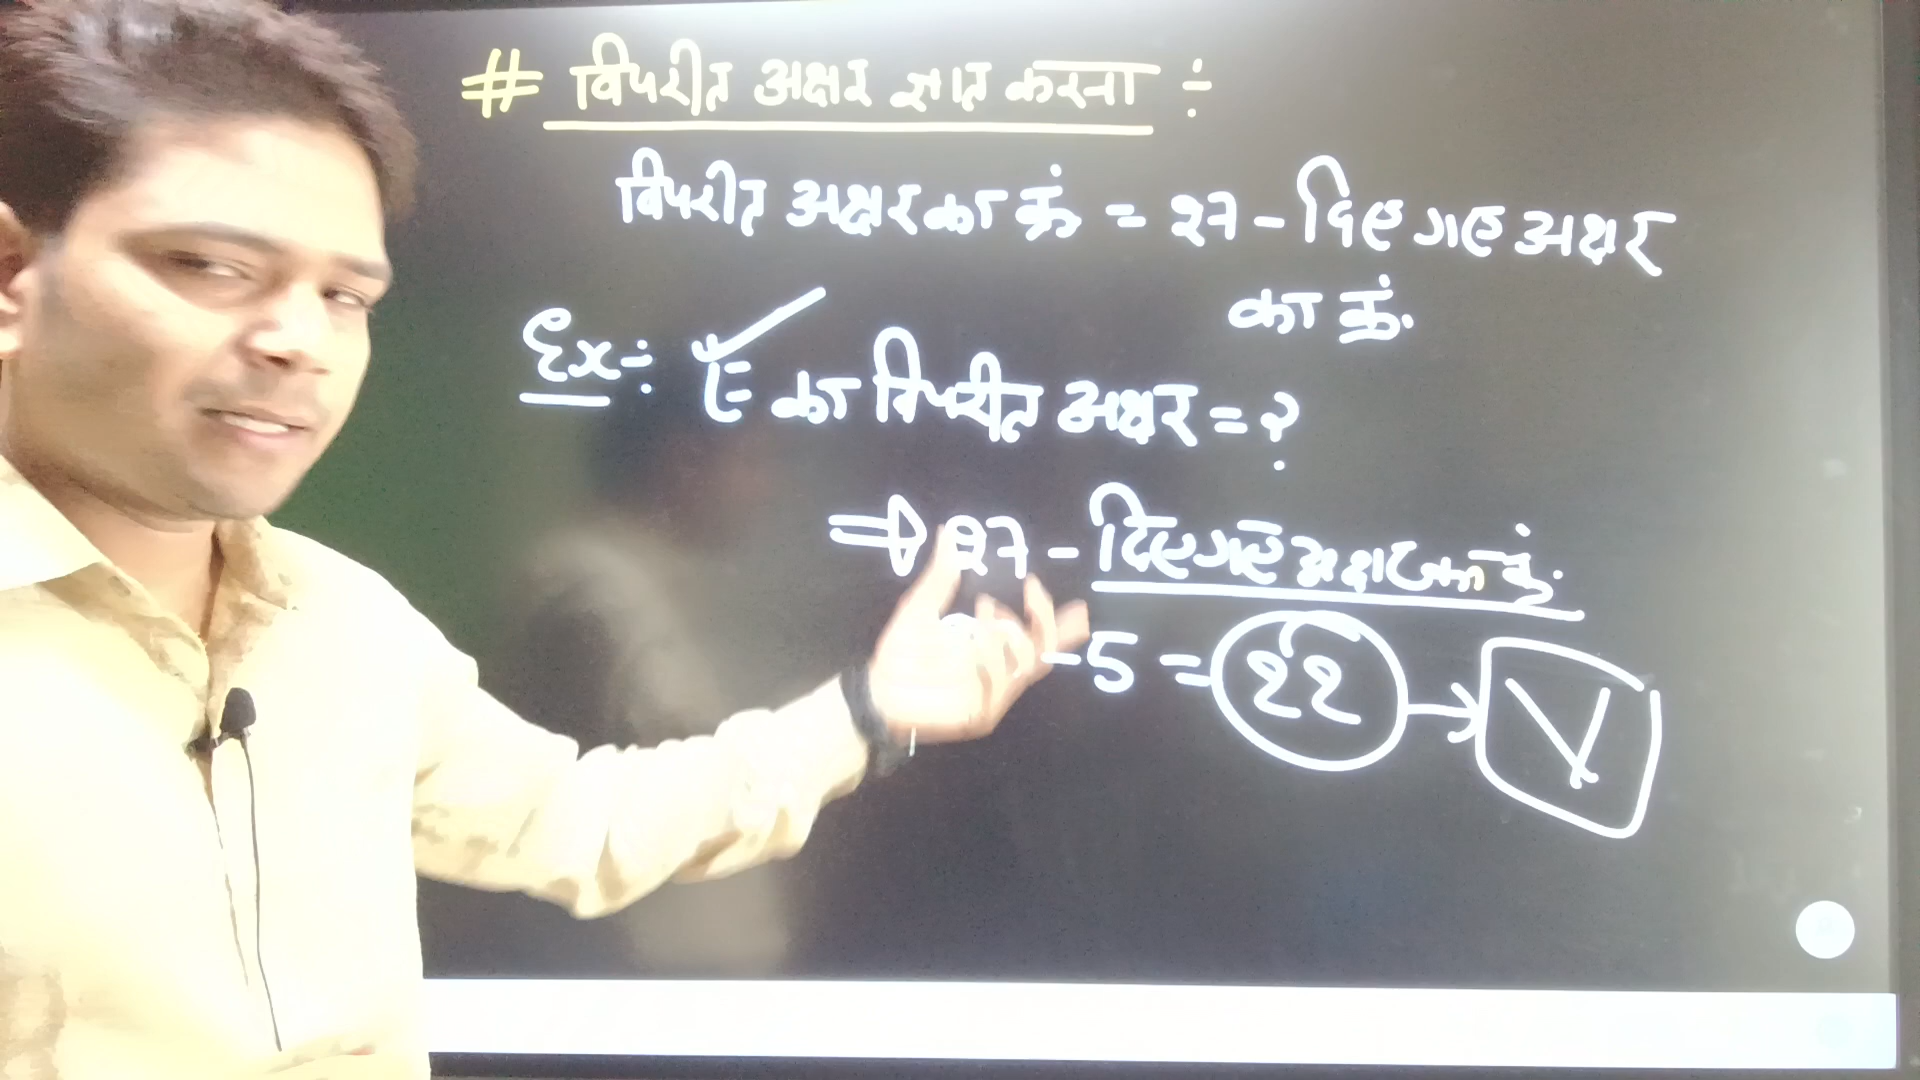 # विपरीत अक्षर ज्ञात करना ÷
विपरीत अक्षर का क्रं = 27 - दिए गए अक्षर
का क्रं.
Ex ÷ E का विपरीत अक्षर = ?
⇒ 27 - दिए गए अक्षर का क्रं.
- 5 = 22 → V